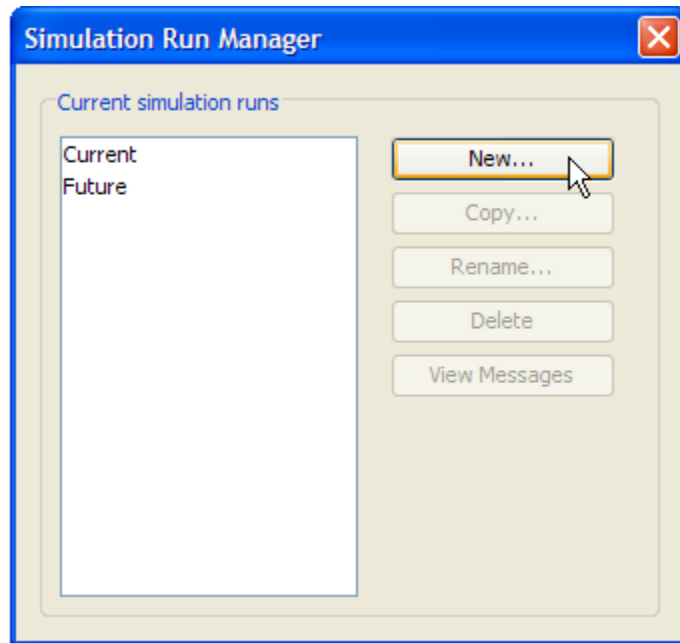 Simulation Run Manager
Current simulation runs
Current
Future
New...
Copy...
Rename...
Delete
View Messages